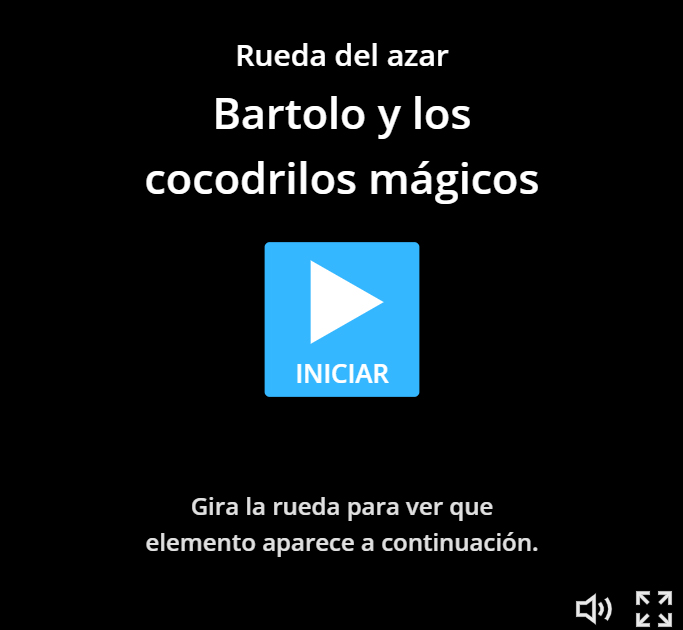 Rueda del azar
Bartolo y los
cocodrilos mágicos
INICIAR
Gira la rueda para ver que
elemento aparece a continuación.